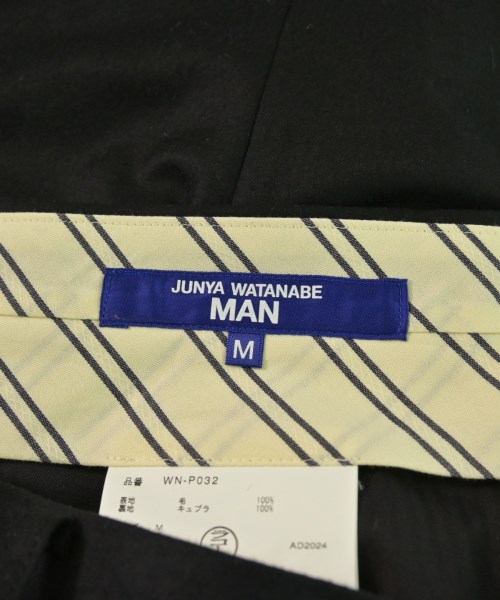 JUNYA WATANABE
MAN
M
品番 WN-P032
表地 毛 100%
裏地 キュプラ 100%
M
AD2024